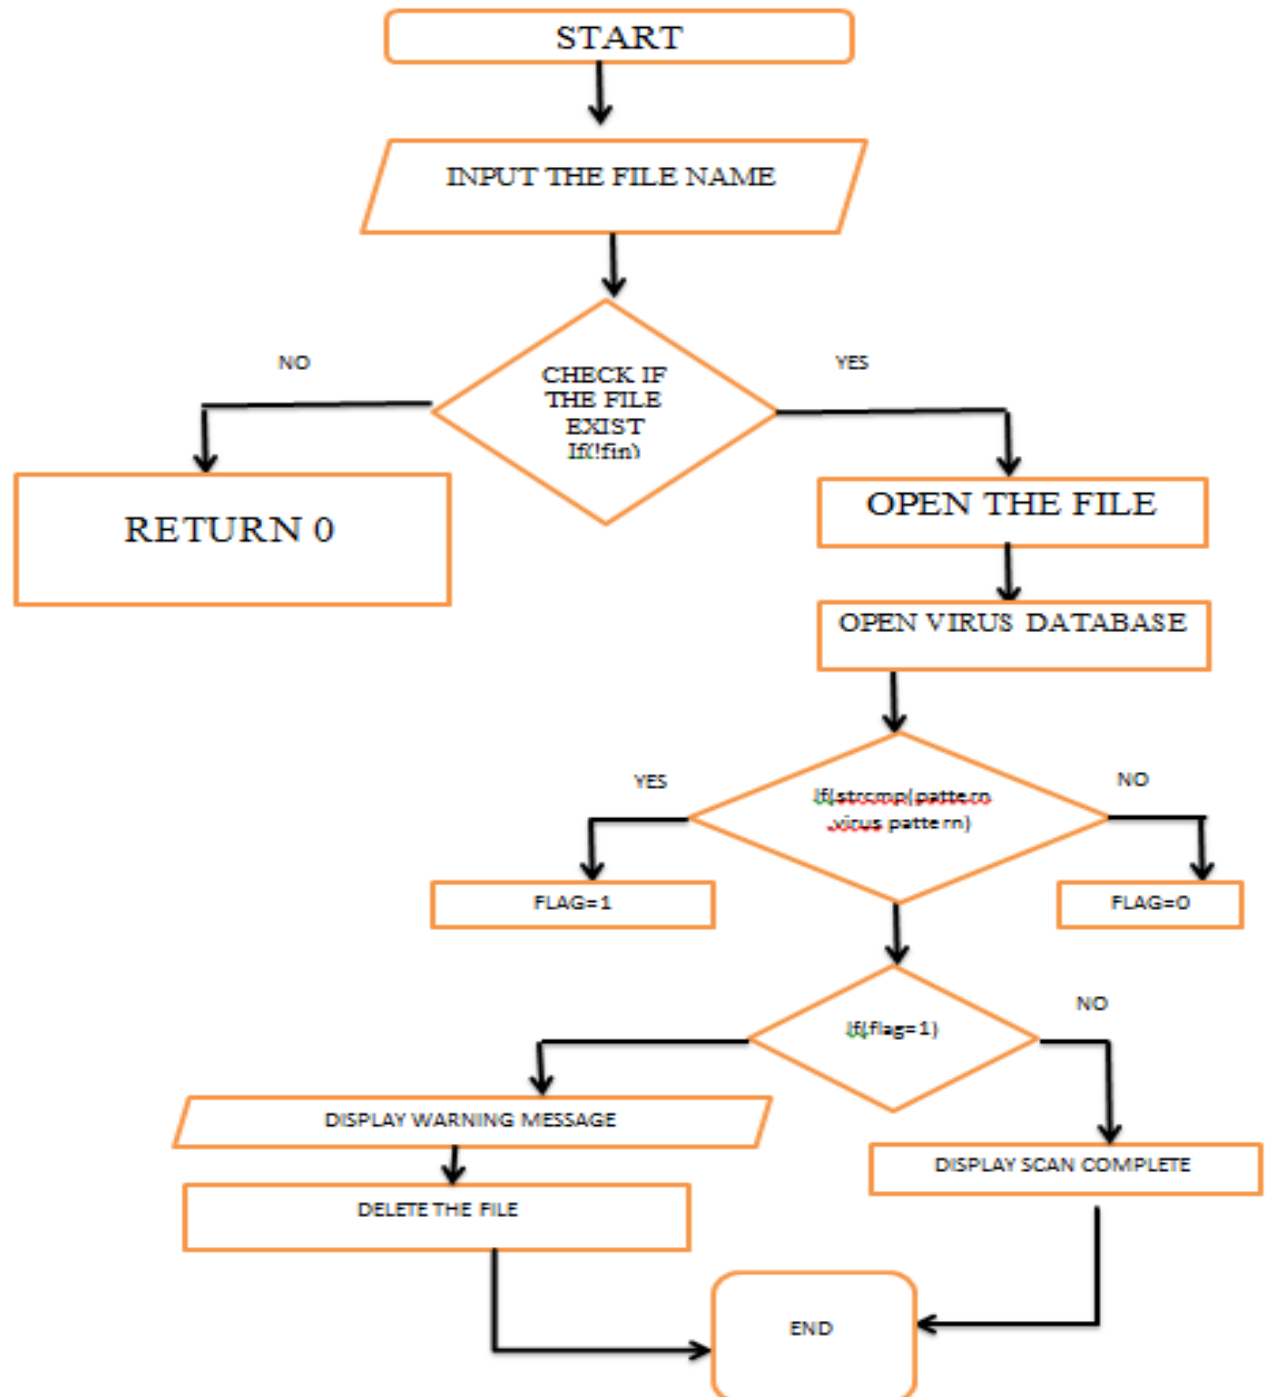 START
INPUT THE FILE NAME
NO
YES
CHECK IF
THE FILE
EXIST
If(!fin)
RETURN 0
OPEN THE FILE
OPEN VIRUS DATABASE
YES
NO
If(strcmp(pattern
,virus pattern)
FLAG=1
FLAG=0
NO
If(flag=1)
DISPLAY WARNING MESSAGE
DISPLAY SCAN COMPLETE
DELETE THE FILE
END